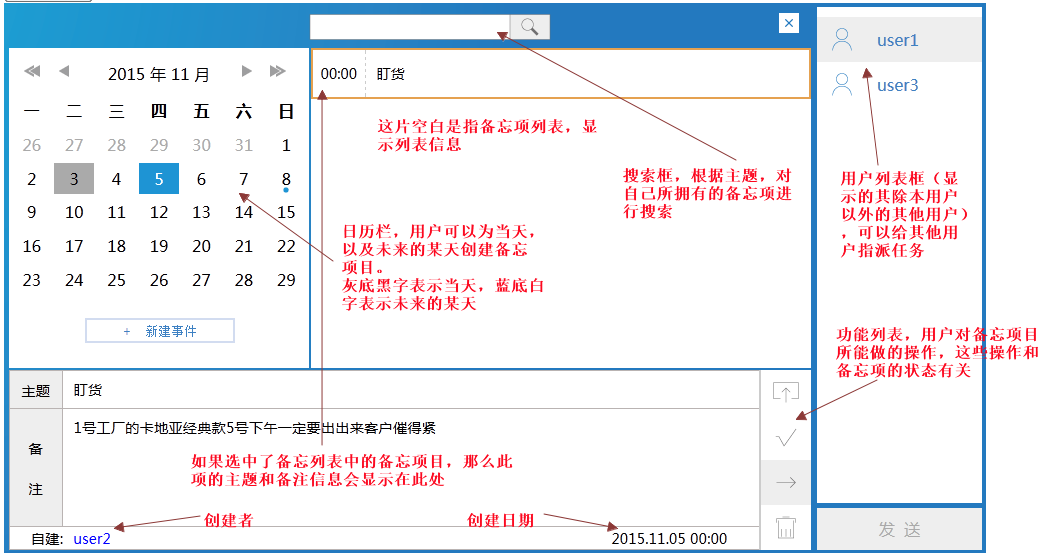 ×
user1
user3
2015 年 11 月
一 二 三 四 五 六 日
26 27 28 29 30 31 1
2 3 4 5 6 7 8
9 10 11 12 13 14 15
16 17 18 19 20 21 22
23 24 25 26 27 28 29
+ 新建事件
00:00 盯货
这片空白是指备忘项列表，显
示列表信息
搜索框，根据主题，对
自己所拥有的备忘项进
行搜索
日历栏，用户可以为当天，
以及未来的某天创建备忘
项目。
灰底黑字表示当天，蓝底白
字表示未来的某天
用户列表框（显
示的其除本用户
以外的其他用户）
，可以给其他用
户指派任务
功能列表，用户对备忘项目
所能做的操作，这些操作和
备忘项的状态有关
主题 盯货
备
注
1号工厂的卡地亚经典款5号下午一定要出出来客户催得紧
如果选中了备忘列表中的备忘项目，那么此
项的主题和备注信息会显示在此处
创建者
创建日期
自建: user2
2015.11.05 00:00
发 送